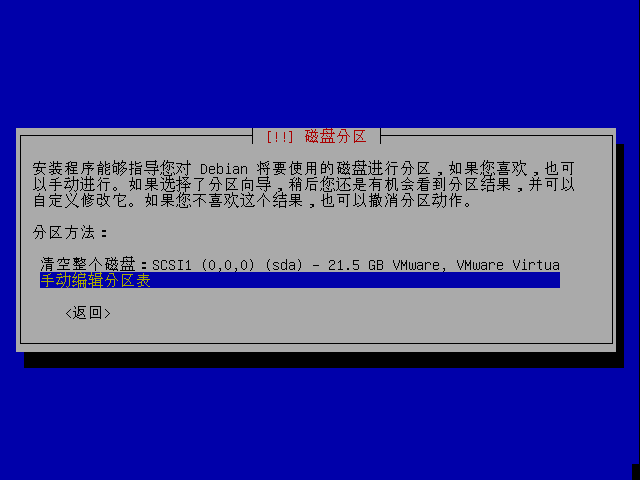 [!!] 磁盘分区
安装程序能够指导您对 Debian 将要使用的磁盘进行分区,如果您喜欢,也可
以手动进行。如果选择了分区向导,稍后您还是有机会看到分区结果,并可以
自定义修改它。如果您不喜欢这个结果,也可以撤消分区动作。
分区方法:
清空整个磁盘:SCSI1 (0,0,0) (sda) - 21.5 GB VMware, VMware Virtua
手动编辑分区表
<返回>